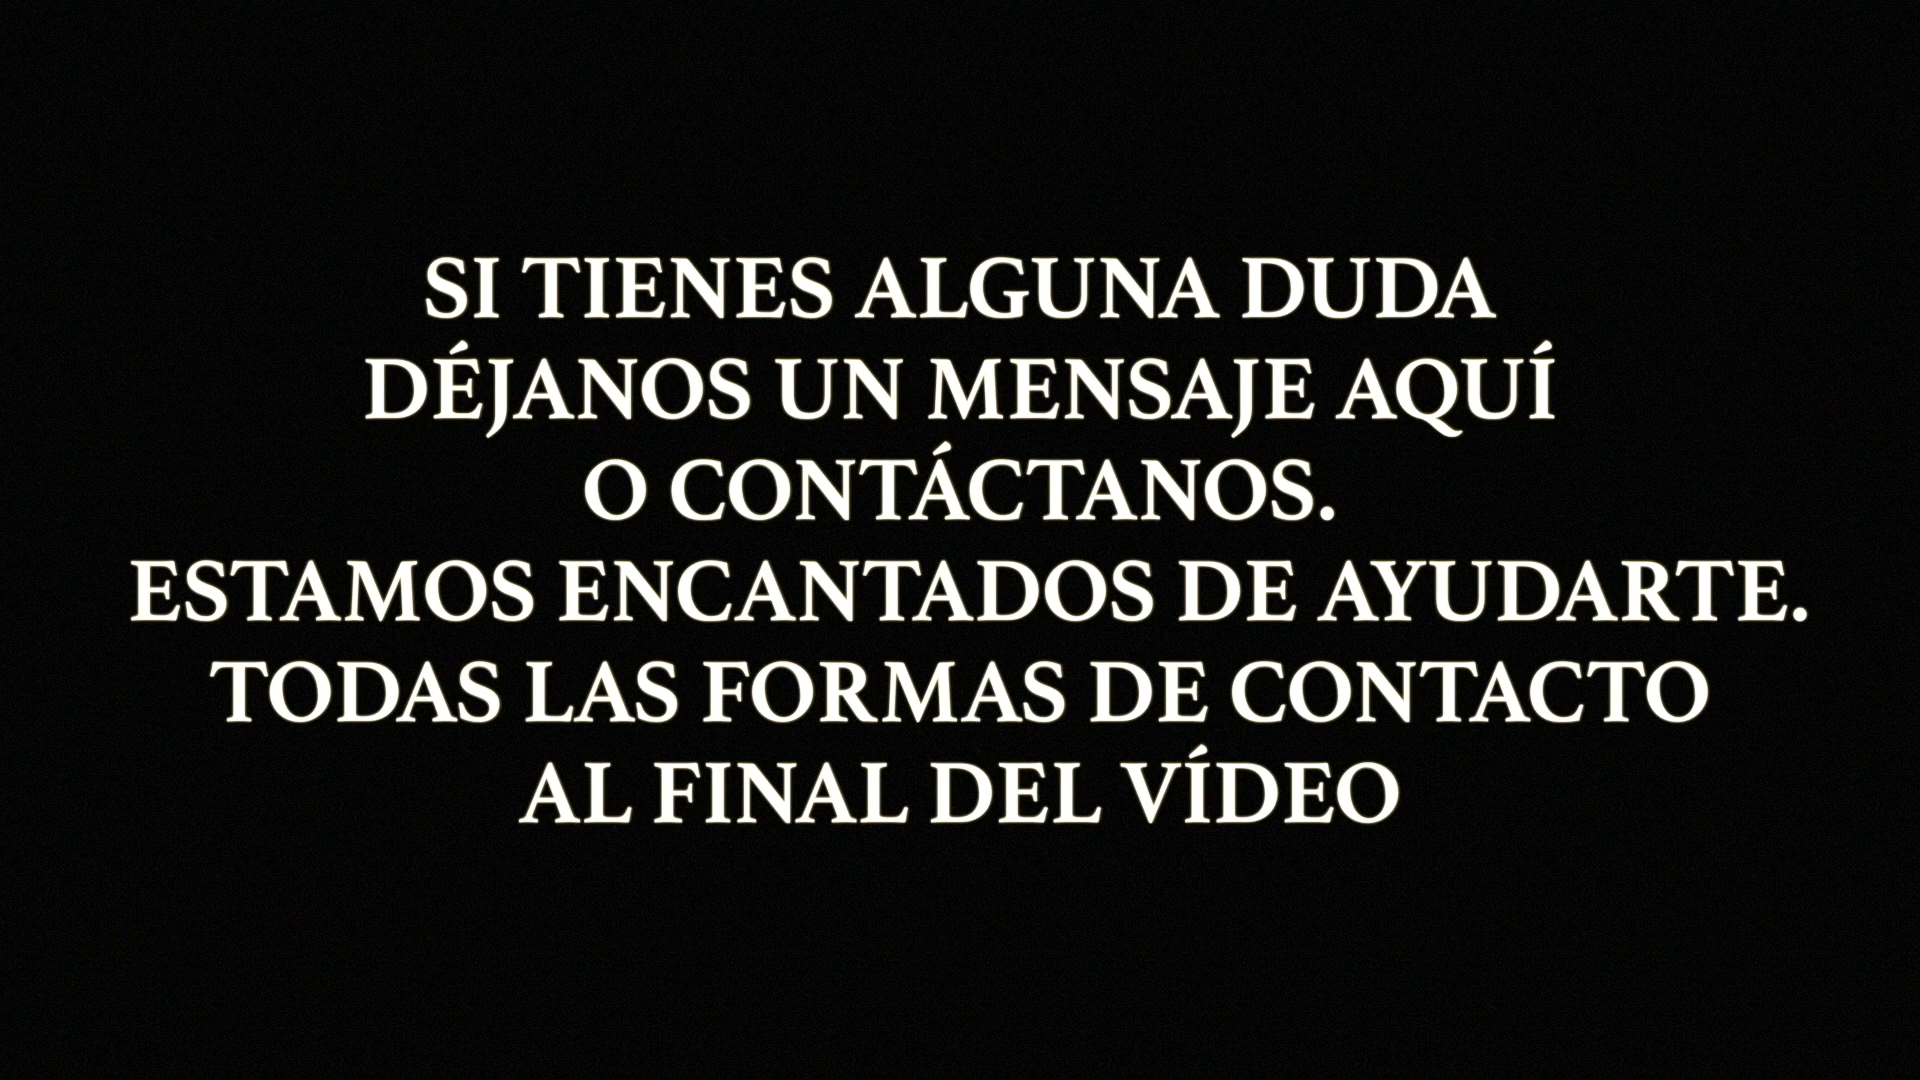 SI TIENES ALGUNA DUDA
DÉJANOS UN MENSAJE AQUÍ
O CONTÁCTANOS.
ESTAMOS ENCANTADOS DE AYUDARTE.
TODAS LAS FORMAS DE CONTACTO
AL FINAL DEL VÍDEO